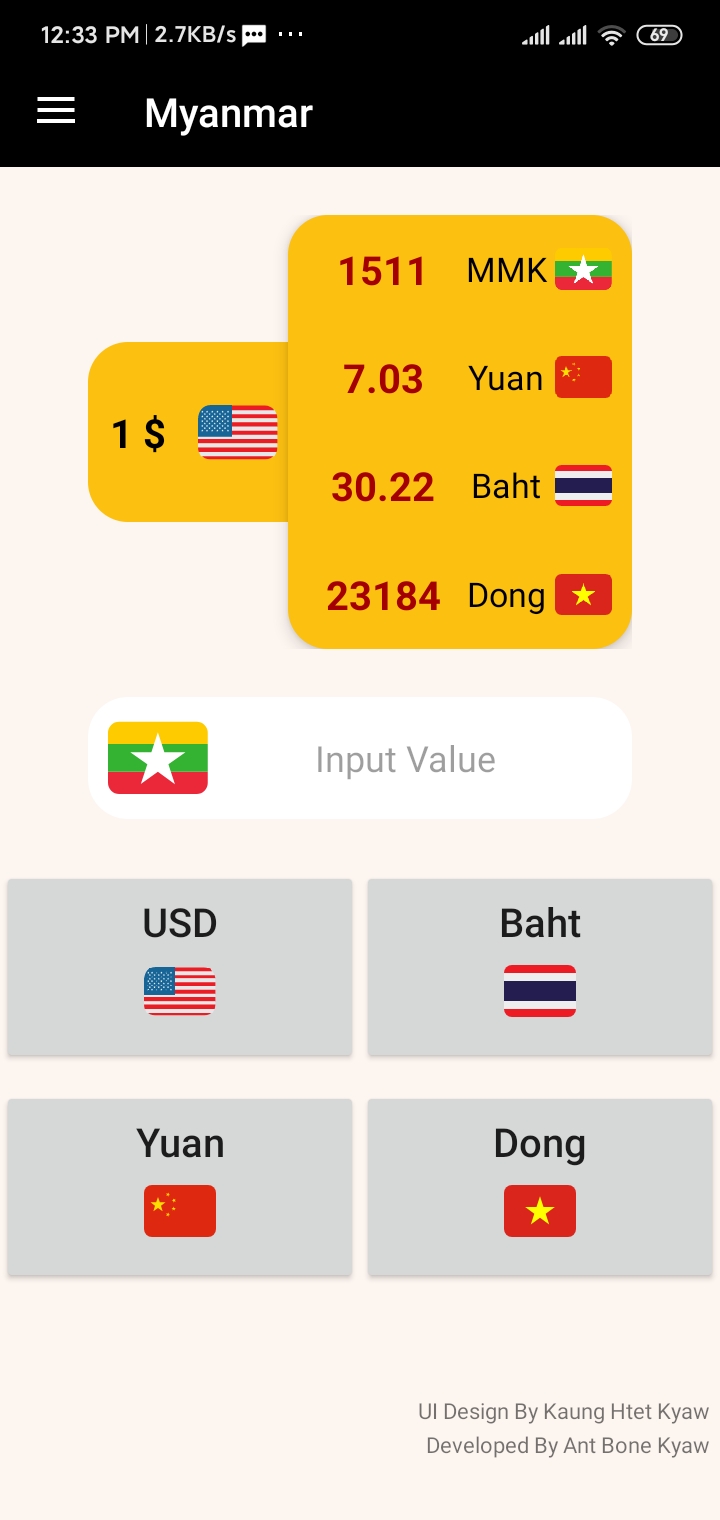 12:33 PM 2.7KB/s ... 69
Myanmar
1511 MMK
7.03 Yuan
1 $
30.22 Baht
23184 Dong
Input Value
USD Baht
Yuan Dong
UI Design By Kaung Htet Kyaw
Developed By Ant Bone Kyaw